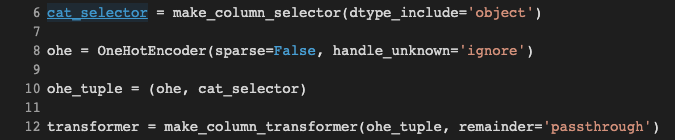 6 cat_selector = make_column_selector(dtype_include='object')
7
8 ohe = OneHotEncoder(sparse=False, handle_unknown='ignore')
9
10 ohe_tuple = (ohe, cat_selector)
11
12 transformer = make_column_transformer(ohe_tuple, remainder='passthrough')